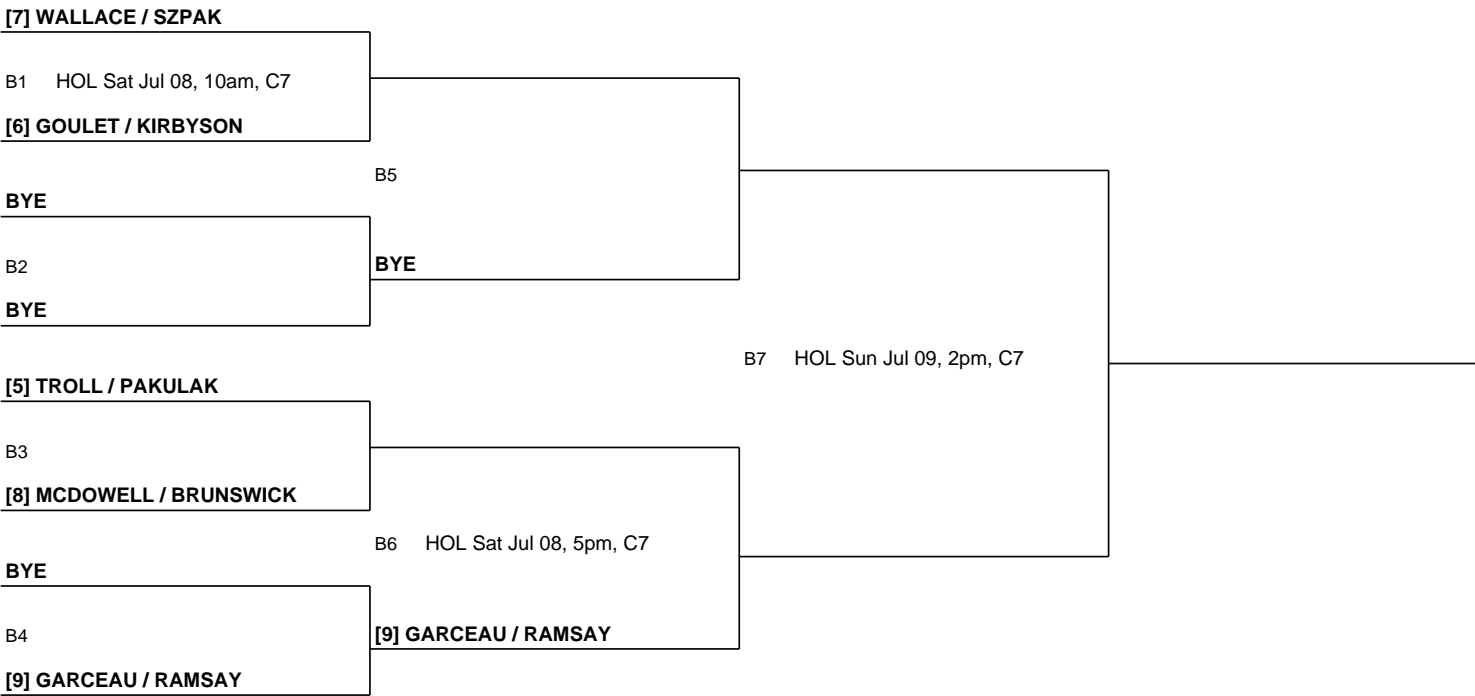 [7] WALLACE / SZPAK
B1 HOL Sat Jul 08, 10am, C7
[6] GOULET / KIRBYSON
B5
BYE
B2
BYE
BYE
B7 HOL Sun Jul 09, 2pm, C7
[5] TROLL / PAKULAK
B3
[8] MCDOWELL / BRUNSWICK
B6 HOL Sat Jul 08, 5pm, C7
BYE
B4
[9] GARCEAU / RAMSAY
[9] GARCEAU / RAMSAY